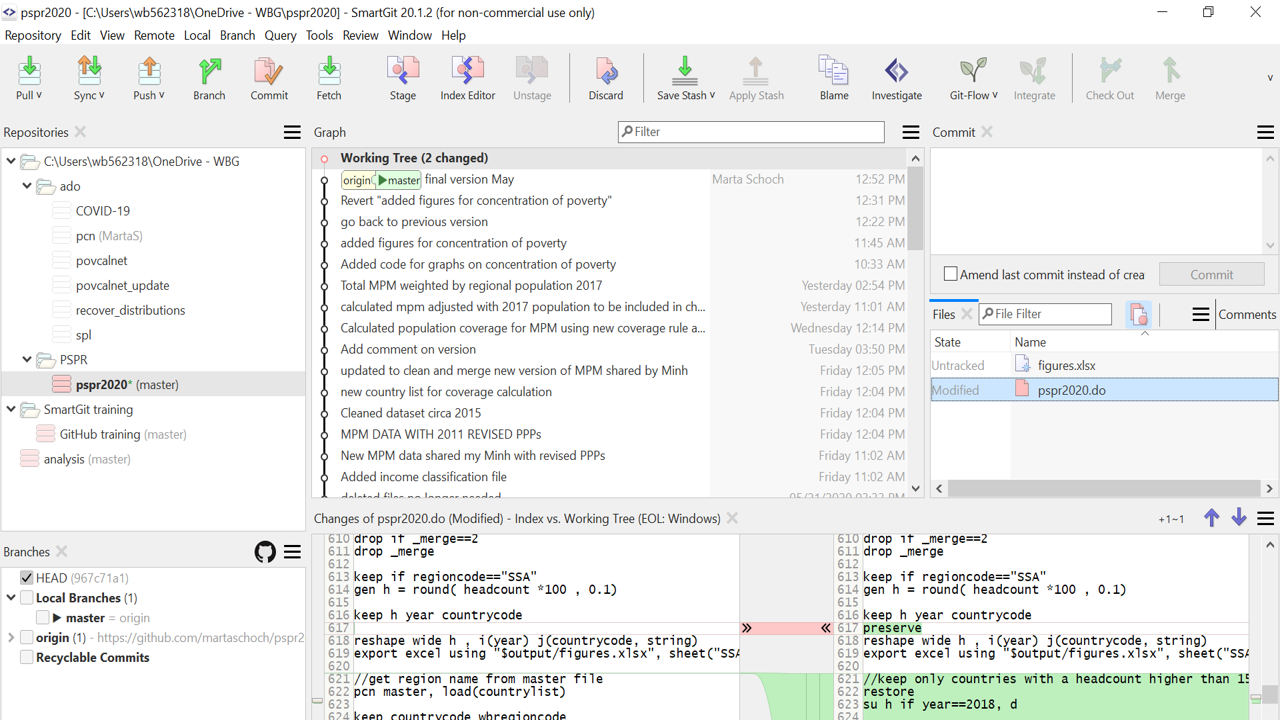 pspr2020 - [C:\Users\wb562318\OneDrive - WBG\pspr2020] - SmartGit 20.1.2 (for non-commercial use only)
Repository Edit View Remote Local Branch Query Tools Review Window Help
Pull Sync Push Branch Commit Fetch Stage Index Editor Unstage Discard Save Stash Apply Stash Blame Investigate Git-Flow Integrate Check Out Merge
Repositories
C:\Users\wb562318\OneDrive - WBG
ado
COVID-19
pcn (MartaS)
povcalnet
povcalnet_update
recover_distributions
spl
PSPR
pspr2020* (master)
SmartGit training
GitHub training (master)
analysis (master)
Branches
HEAD (967c71a1)
Local Branches (1)
master = origin
origin (1) - https://github.com/martaschoch/pspr2
Recyclable Commits
Graph
Filter
Working Tree (2 changed)
origin master final version May Marta Schoch 12:52 PM
Revert "added figures for concentration of poverty" 12:31 PM
go back to previous version 12:22 PM
added figures for concentration of poverty 11:45 AM
Added code for graphs on concentration of poverty 10:33 AM
Total MPM weighted by regional population 2017 Yesterday 02:54 PM
calculated mpm adjusted with 2017 population to be included in ch... Yesterday 11:01 AM
Calculated population coverage for MPM using new coverage rule a... Wednesday 12:14 PM
Add comment on version Tuesday 03:50 PM
updated to clean and merge new version of MPM shared by Minh Friday 12:05 PM
new country list for coverage calculation Friday 12:04 PM
Cleaned dataset circa 2015 Friday 12:04 PM
MPM DATA WITH 2011 REVISED PPPs Friday 12:04 PM
New MPM data shared my Minh with revised PPPs Friday 11:02 AM
Added income classification file Friday 11:02 AM
deleted files no longer needed 05/21/2020 03:33 PM
Commit
Amend last commit instead of crea
Commit
Files
File Filter
Comments
State Name
Untracked figures.xlsx
Modified pspr2020.do
Changes of pspr2020.do (Modified) - Index vs. Working Tree (EOL: Windows)
+1~1
610 drop if _merge==2
611 drop _merge
612
613 keep if regioncode=="SSA"
614 gen h = round( headcount *100 , 0.1)
615
616 keep h year countrycode
617
618 reshape wide h , i(year) j(countrycode, string)
619 export excel using "$output/figures.xlsx", sheet("SSA
620
621 //get region name from master file
622 pcn master, load(countrylist)
623
624 keep countrycode wbregioncode
610 drop if _merge==2
611 drop _merge
612
613 keep if regioncode=="SSA"
614 gen h = round( headcount *100 , 0.1)
615
616 keep h year countrycode
617 preserve
618 reshape wide h , i(year) j(countrycode, string)
619 export excel using "$output/figures.xlsx", sheet("SSA
620
621 //keep only countries with a headcount higher than 15
622 restore
623 su h if year==2018, d
624